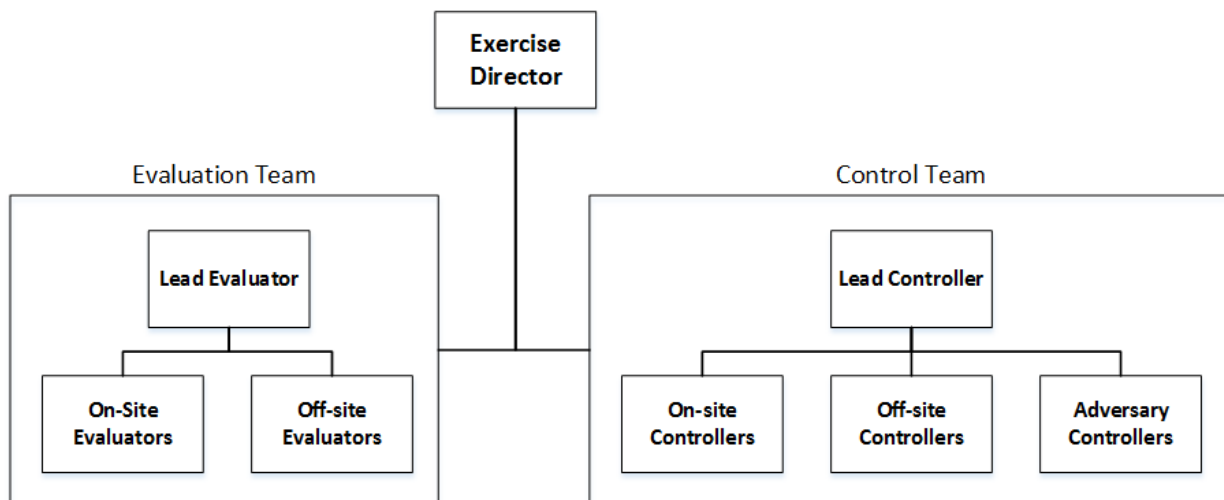 Exercise
Director
Evaluation Team
Control Team
Lead Evaluator
Lead Controller
On-Site
Evaluators
Off-site
Evaluators
On-site
Controllers
Off-site
Controllers
Adversary
Controllers